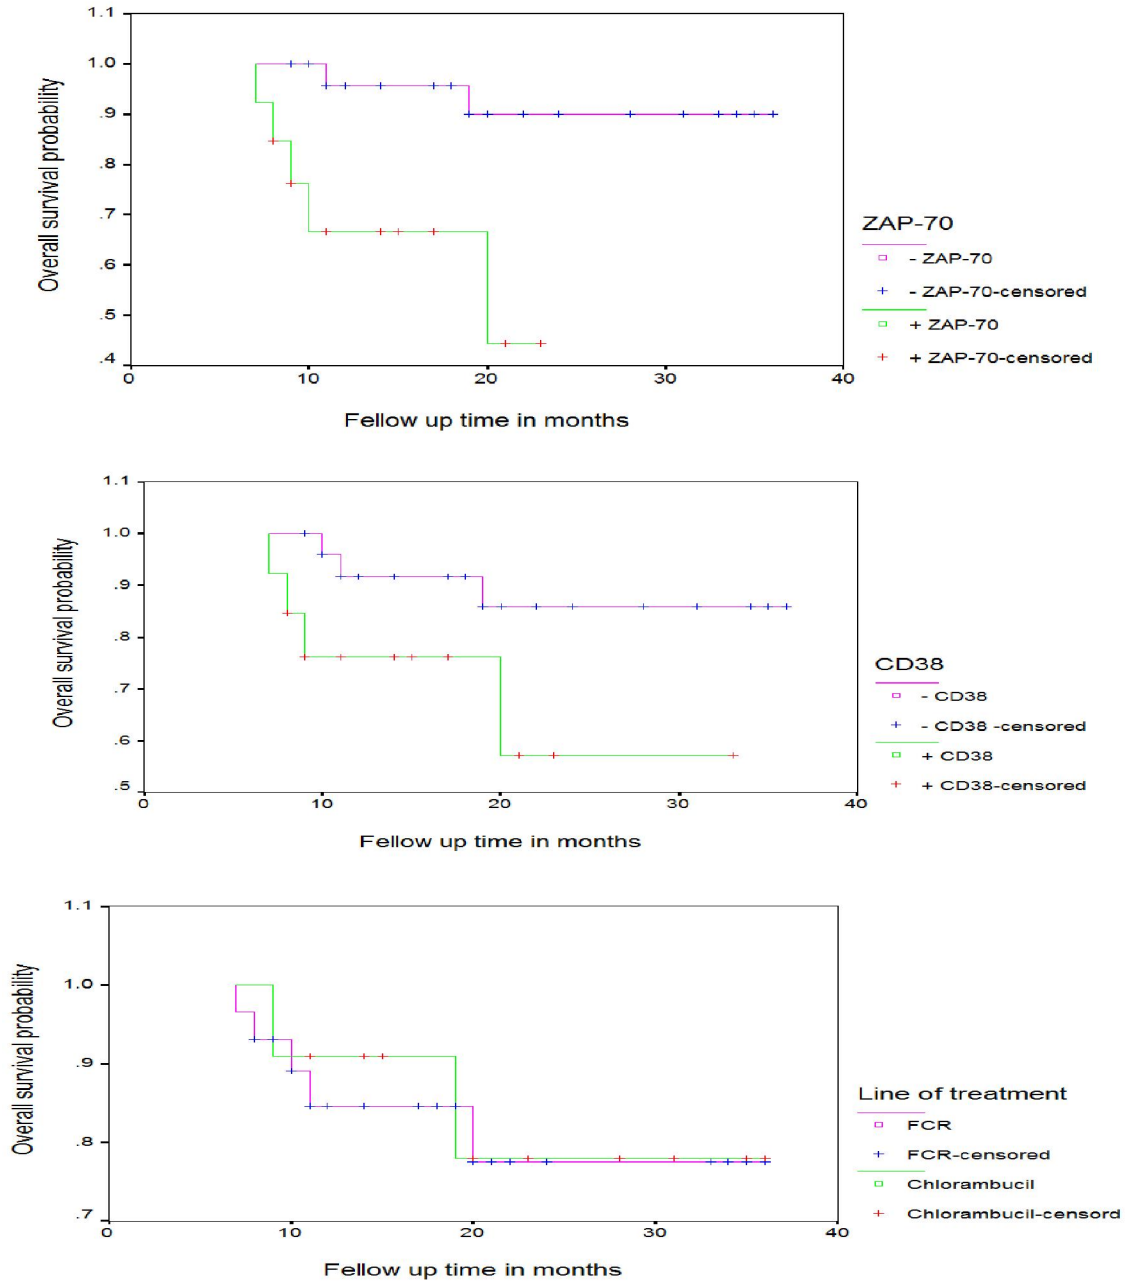 1.1
1.0
.9
.8
.7
.6
.5
.4
0
10
20
30
40
Overall survival probability
Fellow up time in months
ZAP-70
- ZAP-70
- ZAP-70-censored
+ ZAP-70
+ ZAP-70-censored
1.1
1.0
.9
.8
.7
.6
.5
0
10
20
30
40
Overall survival probability
Fellow up time in months
CD38
- CD38
- CD38 -censored
+ CD38
+ CD38-censored
1.1
1.0
.9
.8
.7
0
10
20
30
40
Overall survival probability
Fellow up time in months
Line of treatment
FCR
FCR-censored
Chlorambucil
Chlorambucil-censord